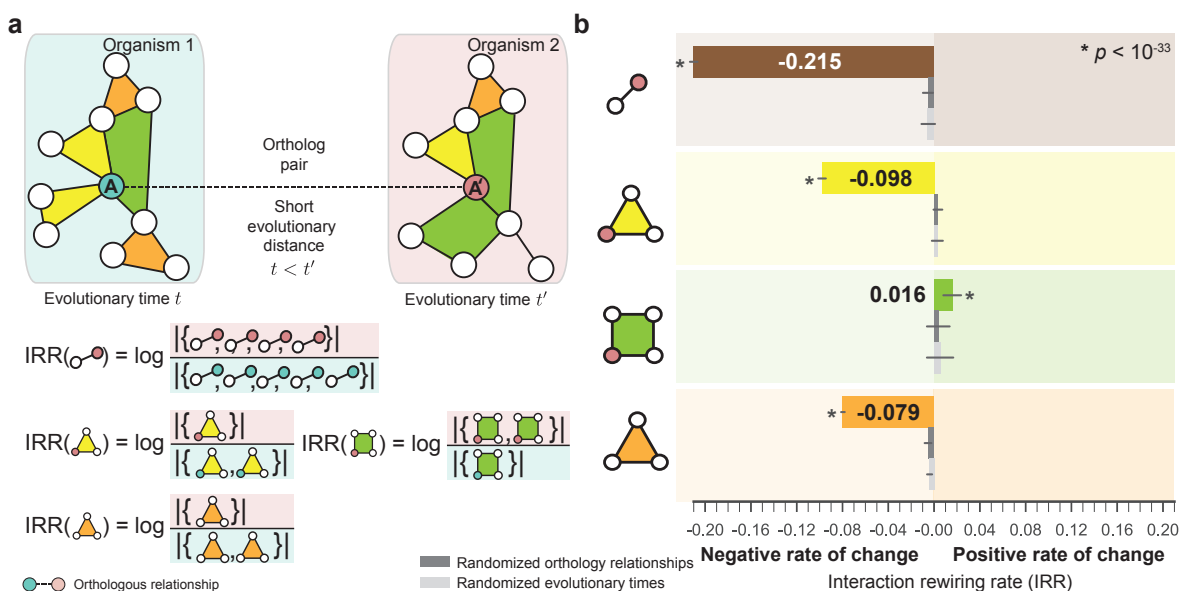 a
Organism 1
Organism 2
A
A′
Ortholog
pair
Short
evolutionary
distance
t < t′
Evolutionary time t
Evolutionary time t′
IRR( ) = log |{ , , , }|
|{ , , , , }|
IRR( ) = log |{ }|
|{ , }|
IRR( ) = log |{ , }|
|{ }|
IRR( ) = log |{ }|
|{ , }|
Orthologous relationship
b
* p < 10⁻³³
* -0.215
* -0.098
0.016 *
* -0.079
-0.20 -0.16 -0.12 -0.08 -0.04 -0.00 0.04 0.08 0.12 0.16 0.20
Negative rate of change Positive rate of change
Interaction rewiring rate (IRR)
Randomized orthology relationships
Randomized evolutionary times